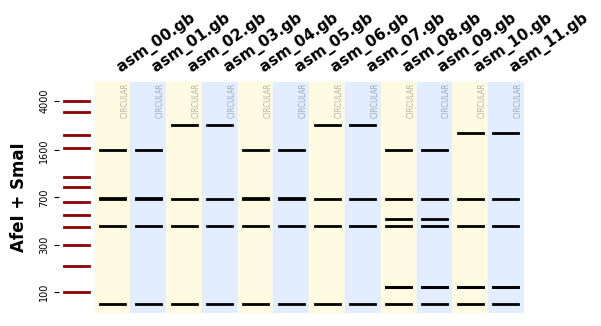 asm_00.gb
asm_01.gb
asm_02.gb
asm_03.gb
asm_04.gb
asm_05.gb
asm_06.gb
asm_07.gb
asm_08.gb
asm_09.gb
asm_10.gb
asm_11.gb
CIRCULAR
CIRCULAR
CIRCULAR
CIRCULAR
CIRCULAR
CIRCULAR
CIRCULAR
CIRCULAR
CIRCULAR
CIRCULAR
CIRCULAR
CIRCULAR
4000
1600
700
300
100
AfeI + SmaI